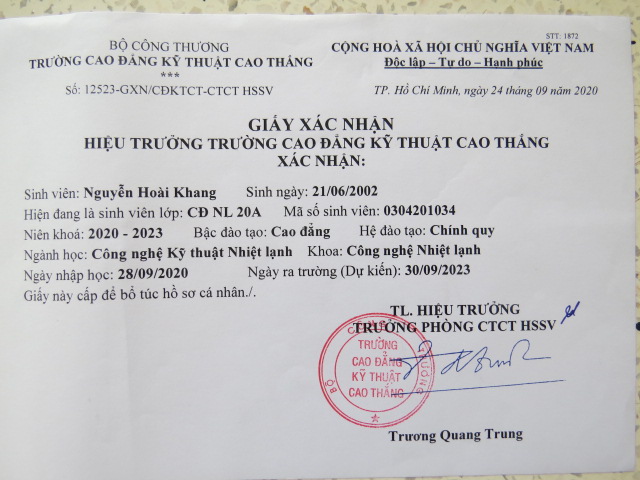 STT: 1872
BỘ CÔNG THƯƠNG
TRƯỜNG CAO ĐẲNG KỸ THUẬT CAO THẮNG
***
Số: 12523-GXN/CĐKTCT-CTCT HSSV
CỘNG HOÀ XÃ HỘI CHỦ NGHĨA VIỆT NAM
Độc lập – Tự do – Hạnh phúc
TP. Hồ Chí Minh, ngày 24 tháng 09 năm 2020
GIẤY XÁC NHẬN
HIỆU TRƯỞNG TRƯỜNG CAO ĐẲNG KỸ THUẬT CAO THẮNG
XÁC NHẬN:
Sinh viên: Nguyễn Hoài Khang Sinh ngày: 21/06/2002
Hiện đang là sinh viên lớp: CĐ NL 20A Mã số sinh viên: 0304201034
Niên khoá: 2020 - 2023 Bậc đào tạo: Cao đẳng Hệ đào tạo: Chính quy
Ngành học: Công nghệ Kỹ thuật Nhiệt lạnh Khoa: Công nghệ Nhiệt lạnh
Ngày nhập học: 28/09/2020 Ngày ra trường (Dự kiến): 30/09/2023
Giấy này cấp để bổ túc hồ sơ cá nhân./.
TL. HIỆU TRƯỞNG
TRƯỞNG PHÒNG CTCT HSSV
BỘ CÔNG THƯƠNG
TRƯỜNG
CAO ĐẲNG
KỸ THUẬT
CAO THẮNG
Trương Quang Trung